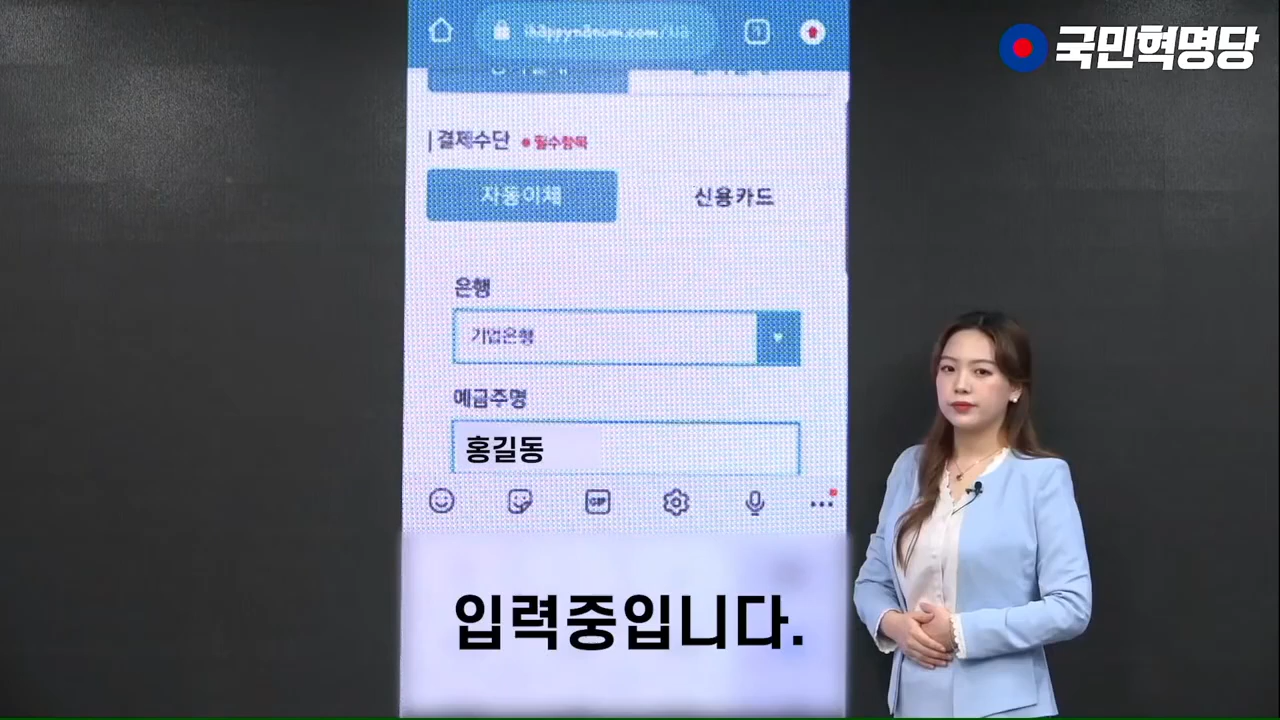 국민혁명당
결제수단 필수항목
자동이체 신용카드
은행
기업은행
예금주명
홍길동
GIF
입력중입니다.